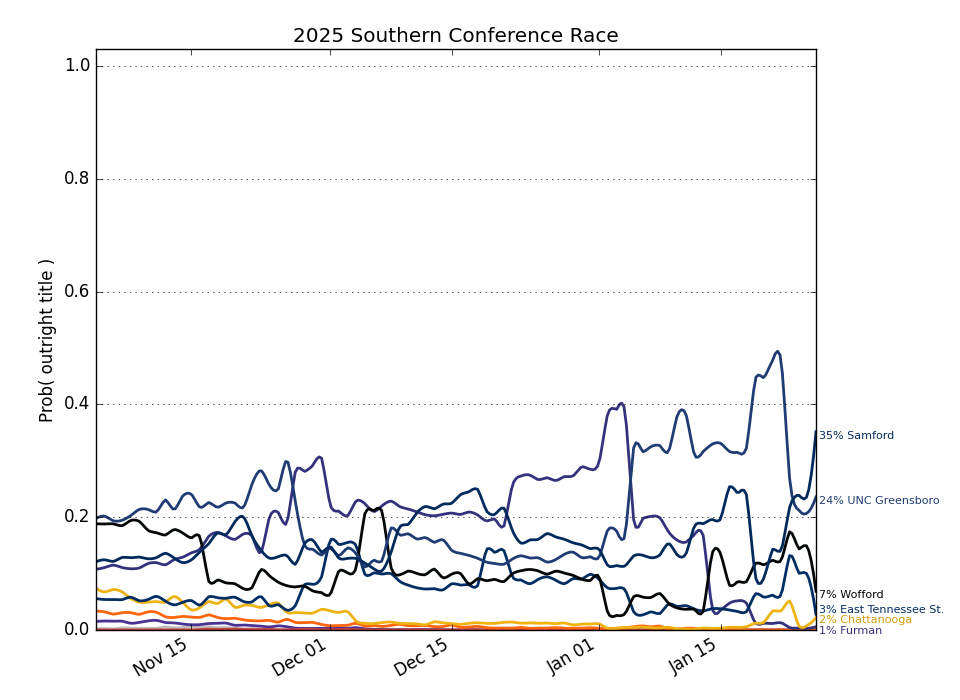 2025 Southern Conference Race
1.0
0.8
0.6
0.4
0.2
0.0
Prob( outright title )
35% Samford
24% UNC Greensboro
7% Wofford
3% East Tennessee St.
2% Chattanooga
1% Furman
Nov 15
Dec 01
Dec 15
Jan 01
Jan 15